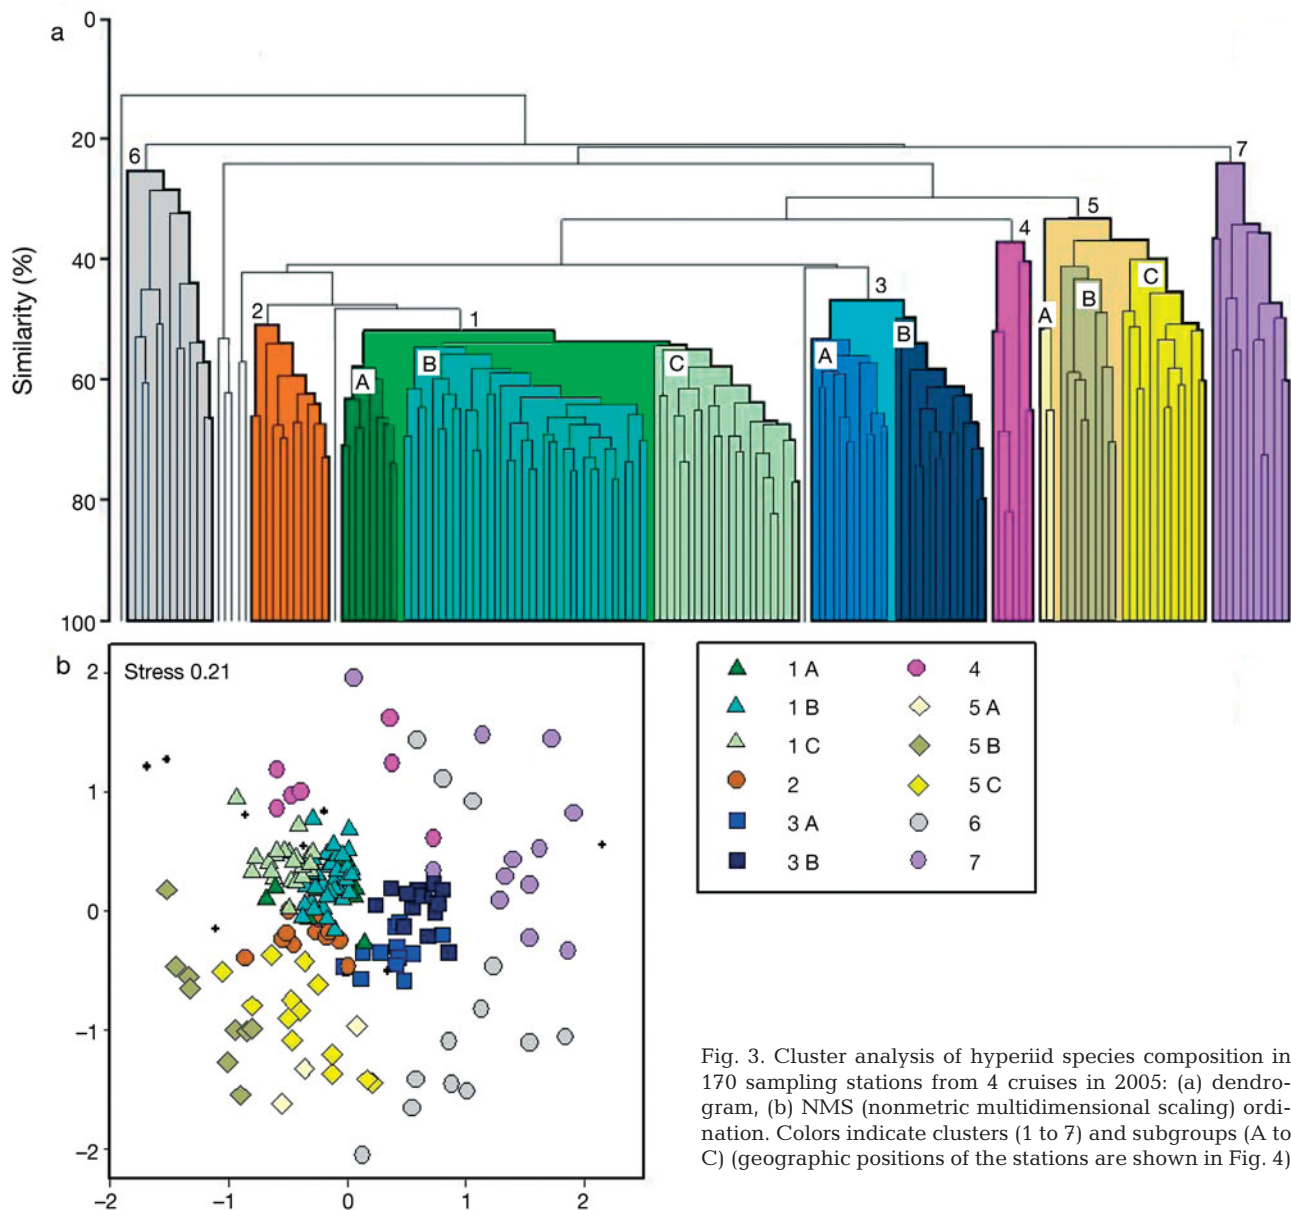 a
0
20
40
60
80
100
Similarity (%)
6
7
5
4
3
2
1
A
B
C
A
B
A
B
C
b
Stress 0.21
2
1
0
−1
−2
−2
−1
0
1
2
1 A
1 B
1 C
2
3 A
3 B
4
5 A
5 B
5 C
6
7
Fig. 3. Cluster analysis of hyperiid species composition in
170 sampling stations from 4 cruises in 2005: (a) dendro-
gram, (b) NMS (nonmetric multidimensional scaling) ordi-
nation. Colors indicate clusters (1 to 7) and subgroups (A to
C) (geographic positions of the stations are shown in Fig. 4)